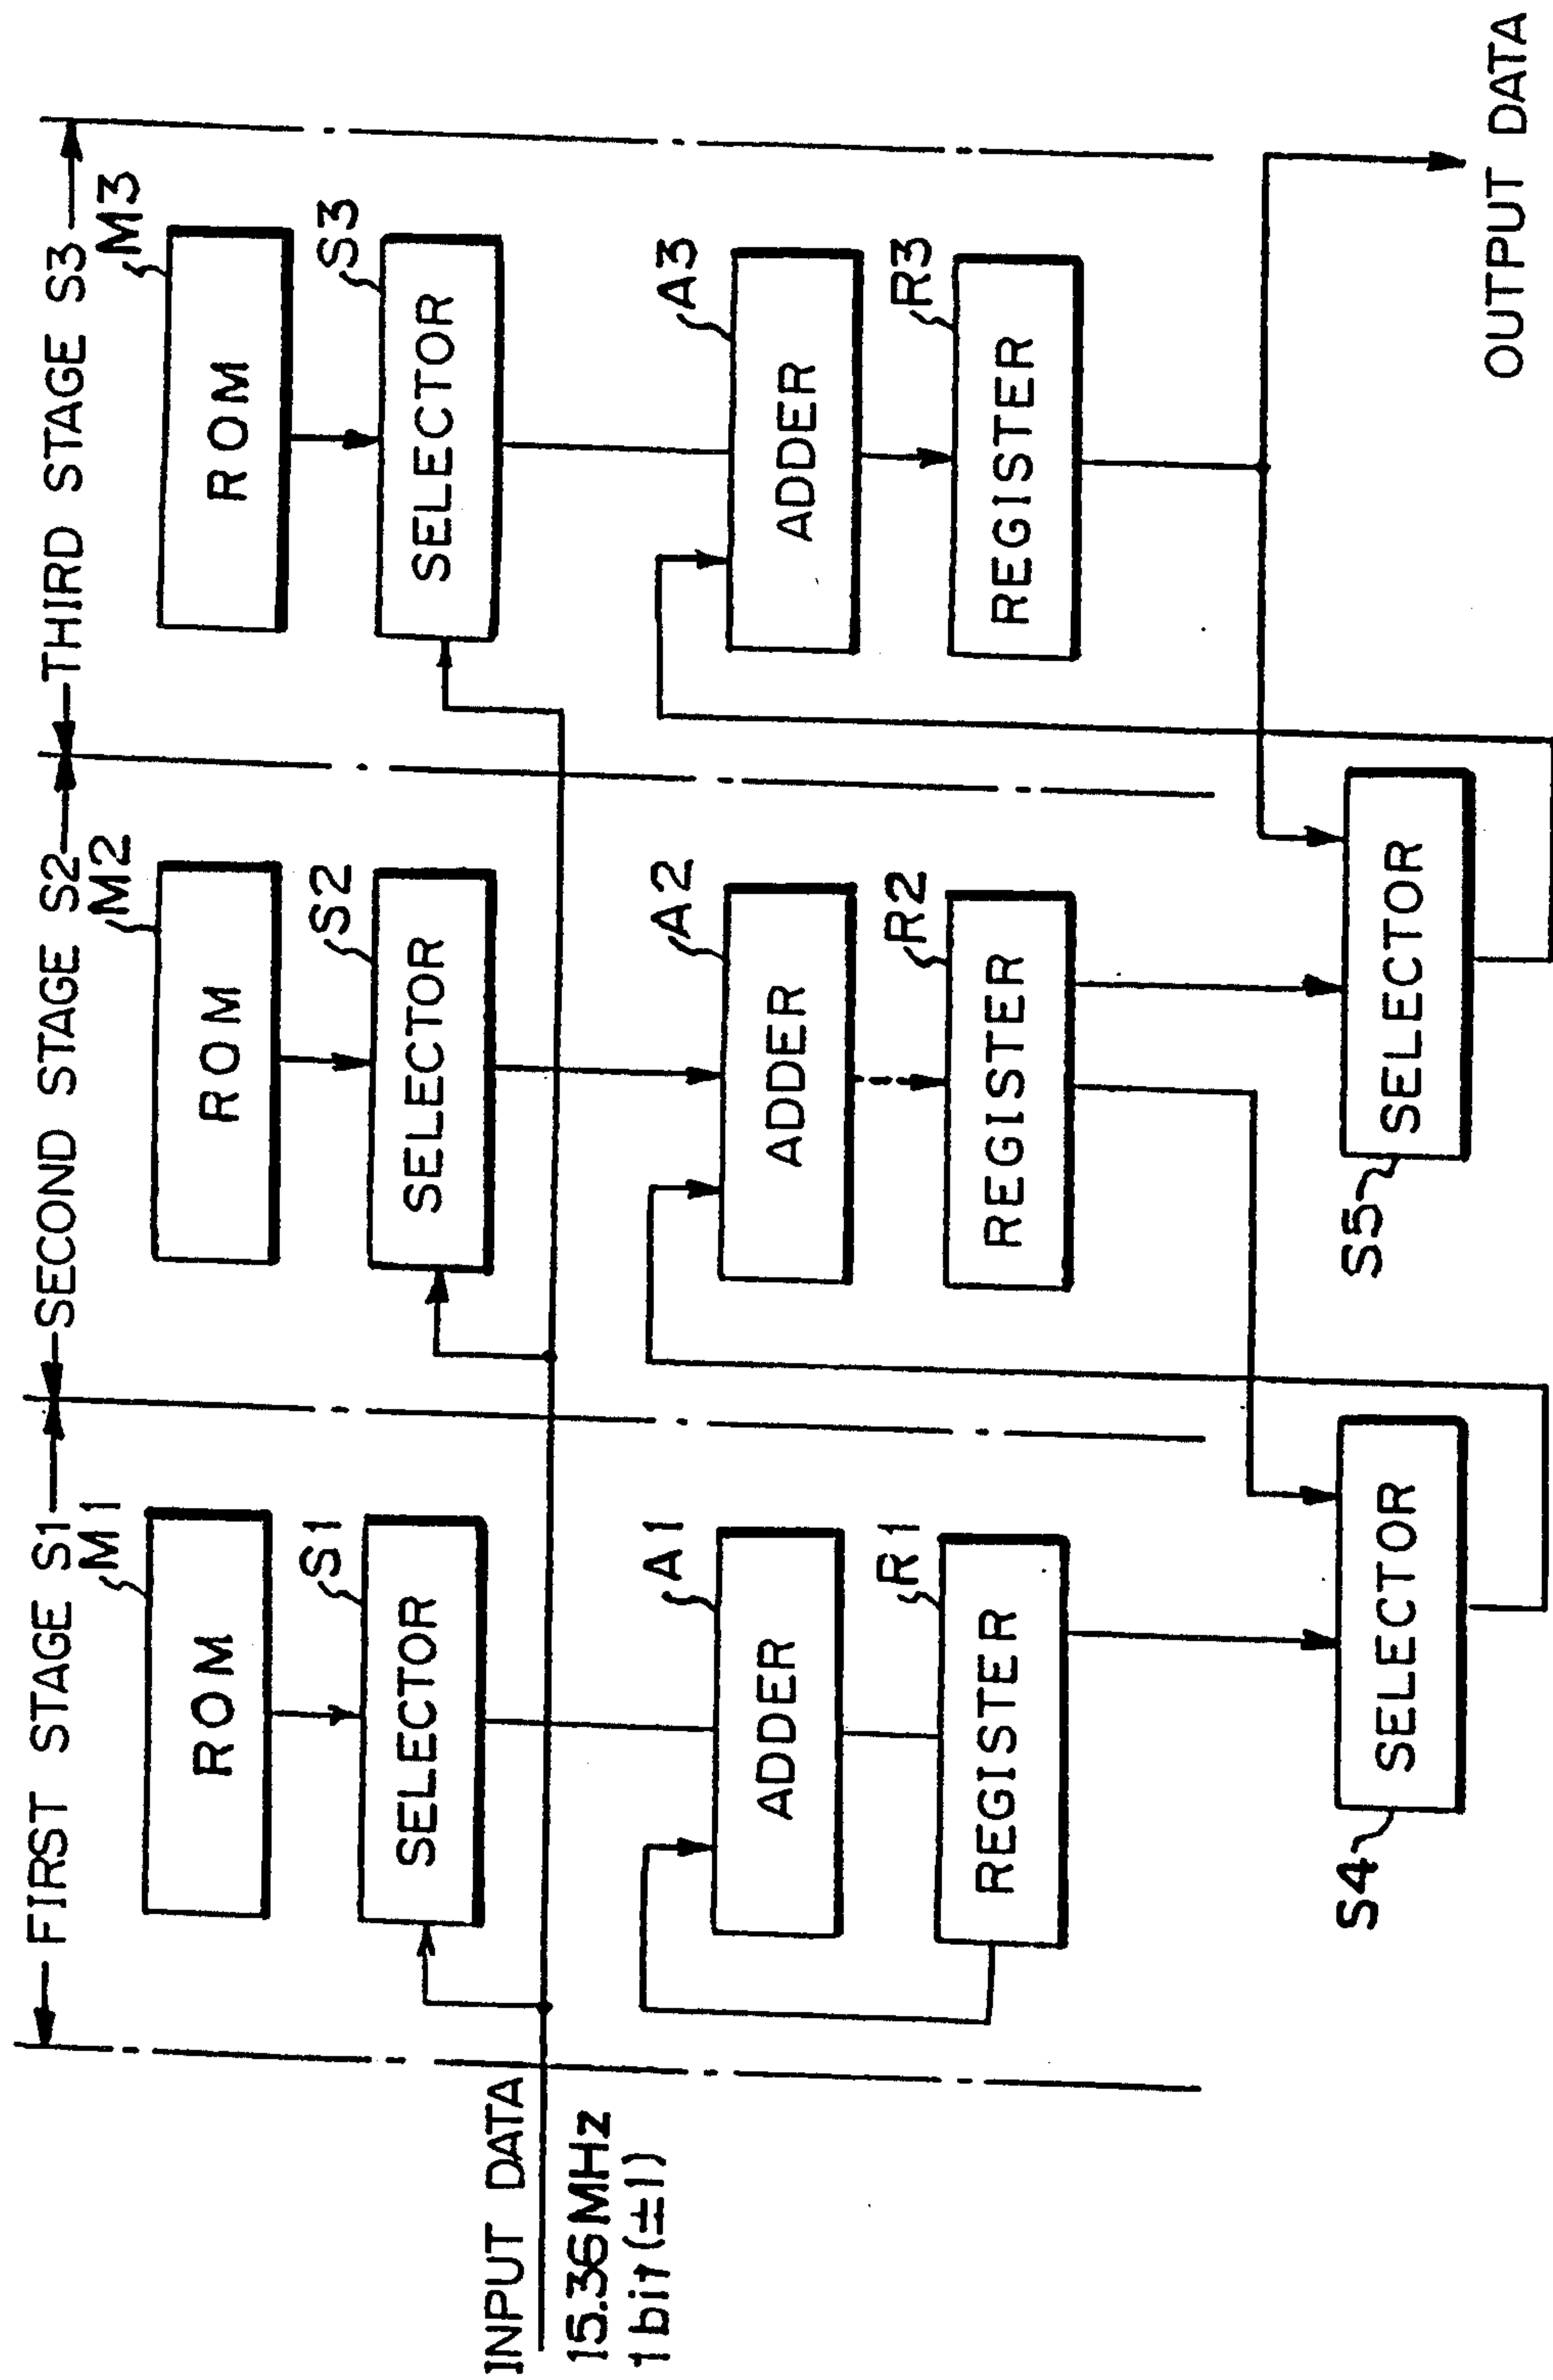 FIRST STAGE S1
SECOND STAGE S2
THIRD STAGE S3
M1
M2
M3
ROM
ROM
ROM
S1
S2
S3
SELECTOR
SELECTOR
SELECTOR
INPUT DATA
15.36MHz
1 bit (±1)
A1
A2
A3
ADDER
ADDER
ADDER
R1
R2
R3
REGISTER
REGISTER
REGISTER
S4
SELECTOR
S5
SELECTOR
OUTPUT DATA